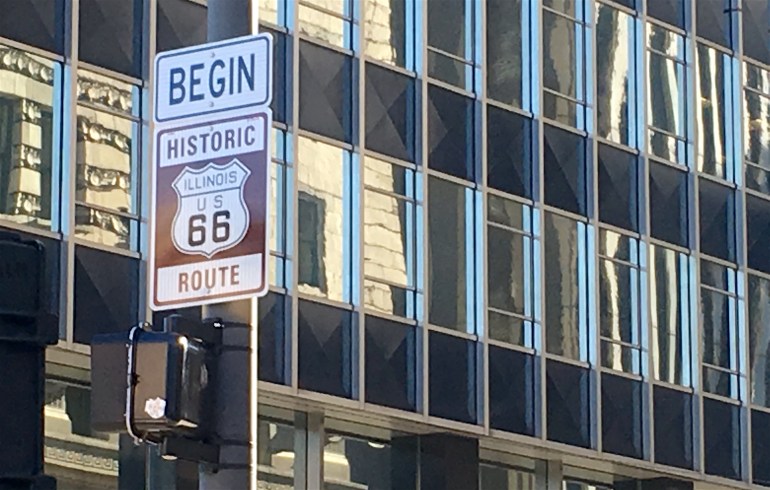 BEGIN
HISTORIC
ILLINOIS
U S
66
ROUTE